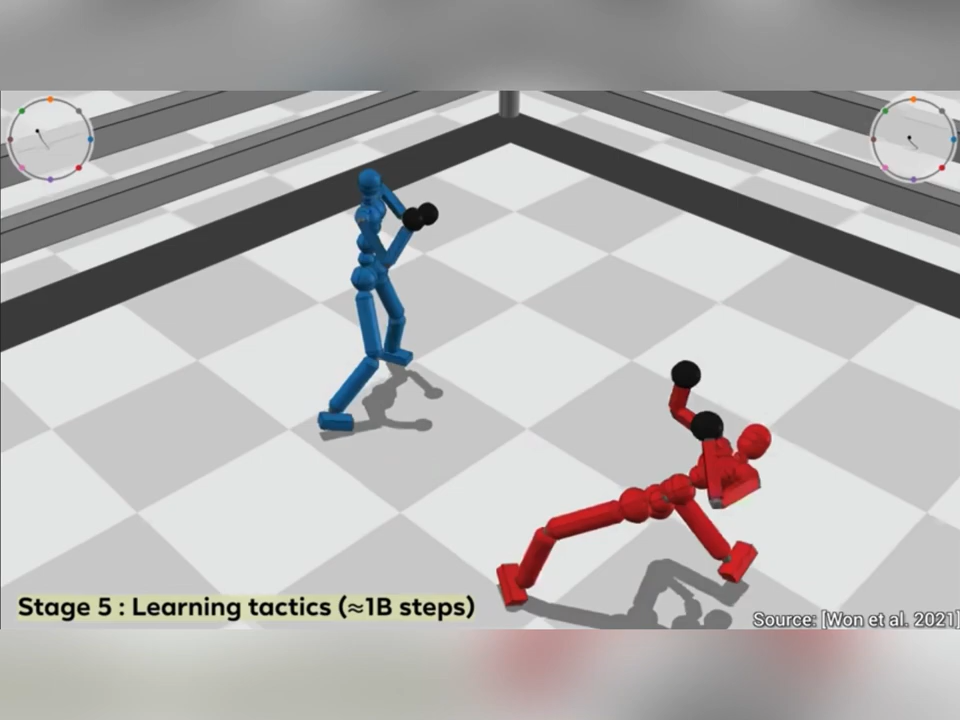 Stage 5 : Learning tactics (≈1B steps)
Source: [Won et al. 2021]